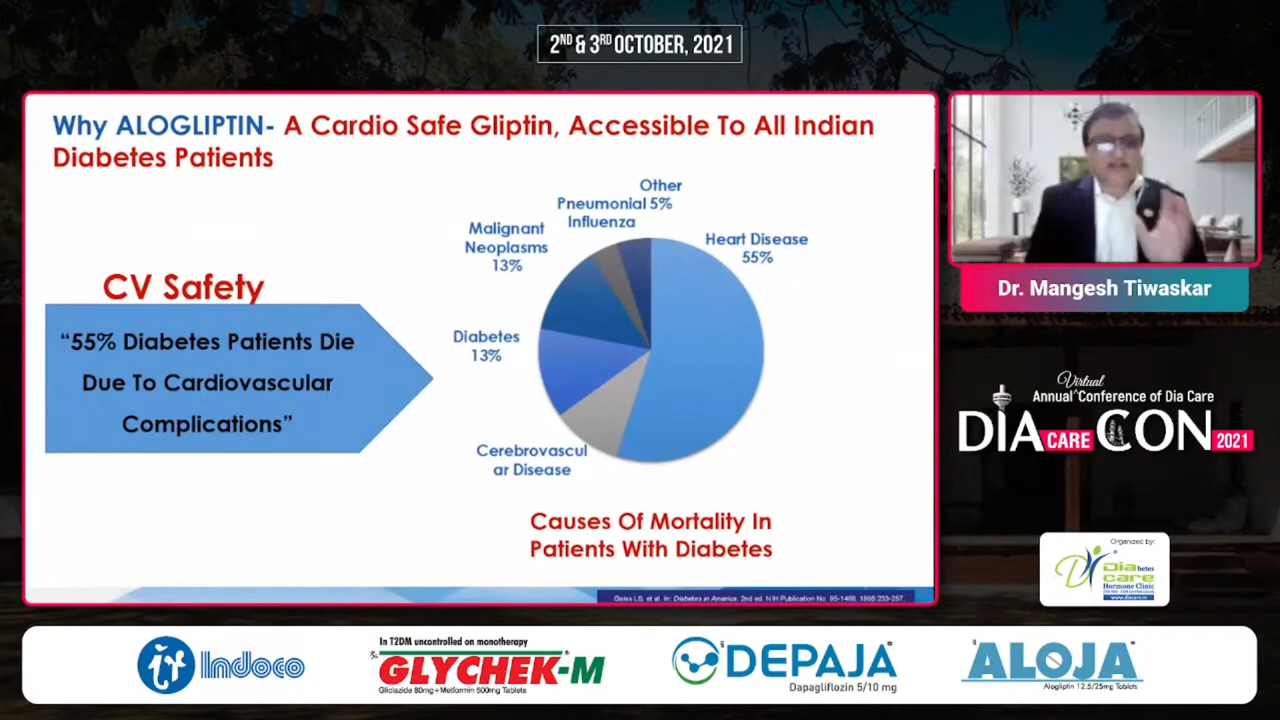 2ND & 3RD OCTOBER, 2021
Why ALOGLIPTIN- A Cardio Safe Gliptin, Accessible To All Indian
Diabetes Patients
CV Safety
“55% Diabetes Patients Die
Due To Cardiovascular
Complications”
Other
5%
Pneumonial
Influenza
Malignant
Neoplasms
13%
Heart Disease
55%
Diabetes
13%
Cerebrovascul
ar Disease
Causes Of Mortality In
Patients With Diabetes
Geiss LS, et al. In: Diabetes in America. 2nd ed. NIH Publication No. 95-1468. 1995:233-257.
Dr. Mangesh Tiwaskar
Virtual
Annual ^ Conference of Dia Care
DIA CARE CON 2021
Organized by:
Diabetes
care
Hormone Clinic
www.diacare.in
Indoco
In T2DM uncontrolled on monotherapy
GLYCHEK-M
Gliclazide 80mg + Metformin 500mg Tablets
DEPAJA
Dapagliflozin 5/10 mg
ALOJA
Alogliptin 12.5/25mg Tablets